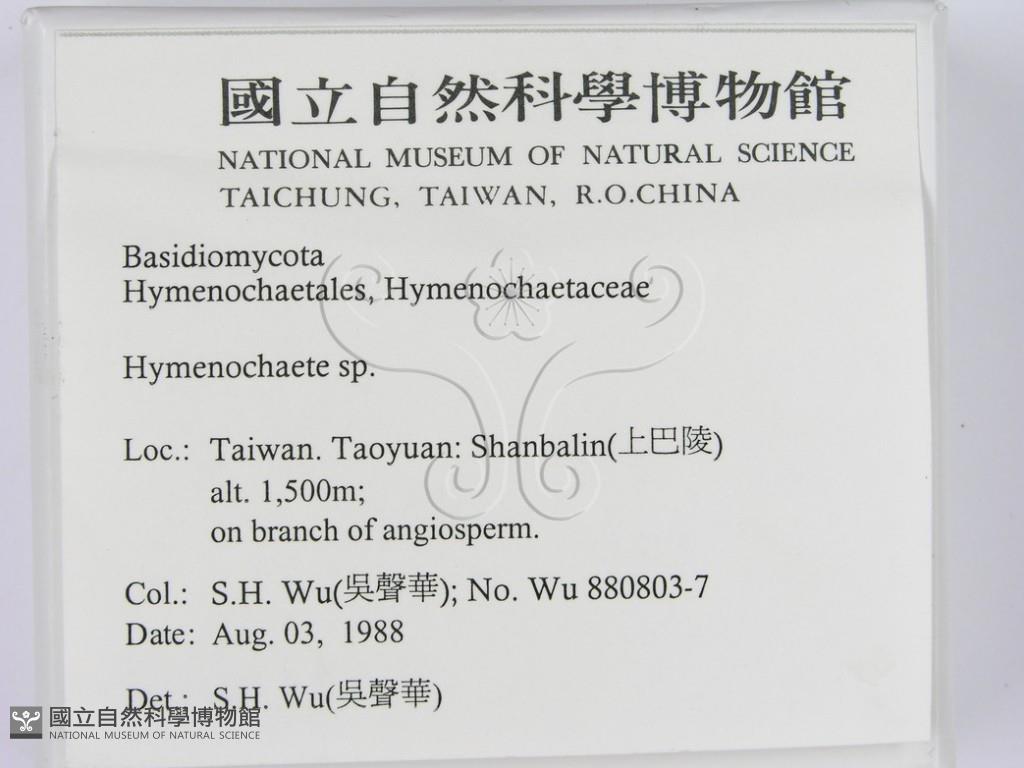 國立自然科學博物館
NATIONAL MUSEUM OF NATURAL SCIENCE
TAICHUNG, TAIWAN, R.O.CHINA
Basidiomycota
Hymenochaetales, Hymenochaetaceae
Hymenochaete sp.
Loc.: Taiwan. Taoyuan: Shanbalin(上巴陵)
alt. 1,500m;
on branch of angiosperm.
Col.: S.H. Wu(吳聲華); No. Wu 880803-7
Date: Aug. 03, 1988
Det.: S.H. Wu(吳聲華)
國立自然科學博物館
NATIONAL MUSEUM OF NATURAL SCIENCE